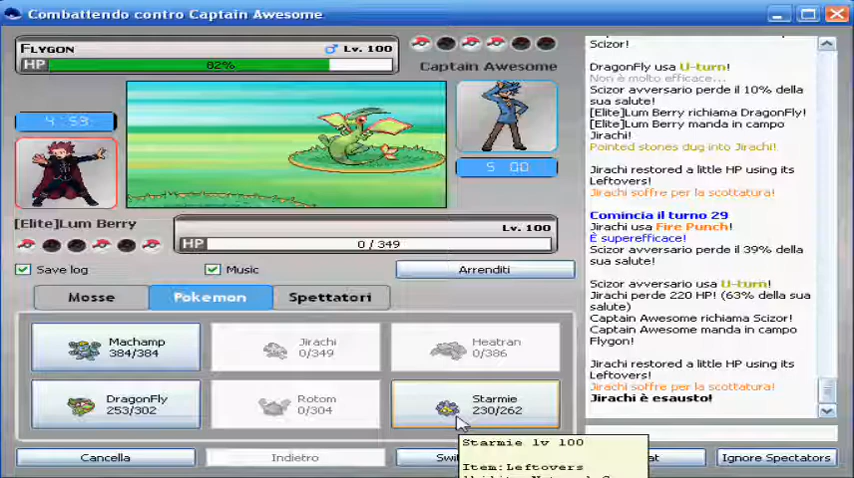 Combattendo contro Captain Awesome
FLYGON
Lv. 100
HP
82%
Captain Awesome
4:59
5 00
[Elite]Lum Berry
Lv. 100
HP
0 / 349
Save log
Music
Arrenditi
Mosse
Pokemon
Spettatori
Machamp
384/384
Jirachi
0/349
Heatran
0/386
DragonFly
253/302
Rotom
0/304
Starmie
230/262
Starmie lv 100
Item:Leftovers
Cancella
Indietro
Ignore Spectators
Scizor!
DragonFly usa U-turn!
Non è molto efficace...
Scizor avversario perde il 10% della
sua salute!
[Elite]Lum Berry richiama DragonFly!
[Elite]Lum Berry manda in campo
Jirachi!
Pointed stones dug into Jirachi!
Jirachi restored a little HP using its
Leftovers!
Jirachi soffre per la scottatura!
Comincia il turno 29
Jirachi usa Fire Punch!
È superefficace!
Scizor avversario perde il 39% della
sua salute!
Scizor avversario usa U-turn!
Jirachi perde 220 HP! (63% della sua
salute)
Captain Awesome richiama Scizor!
Captain Awesome manda in campo
Flygon!
Jirachi restored a little HP using its
Leftovers!
Jirachi soffre per la scottatura!
Jirachi è esausto!